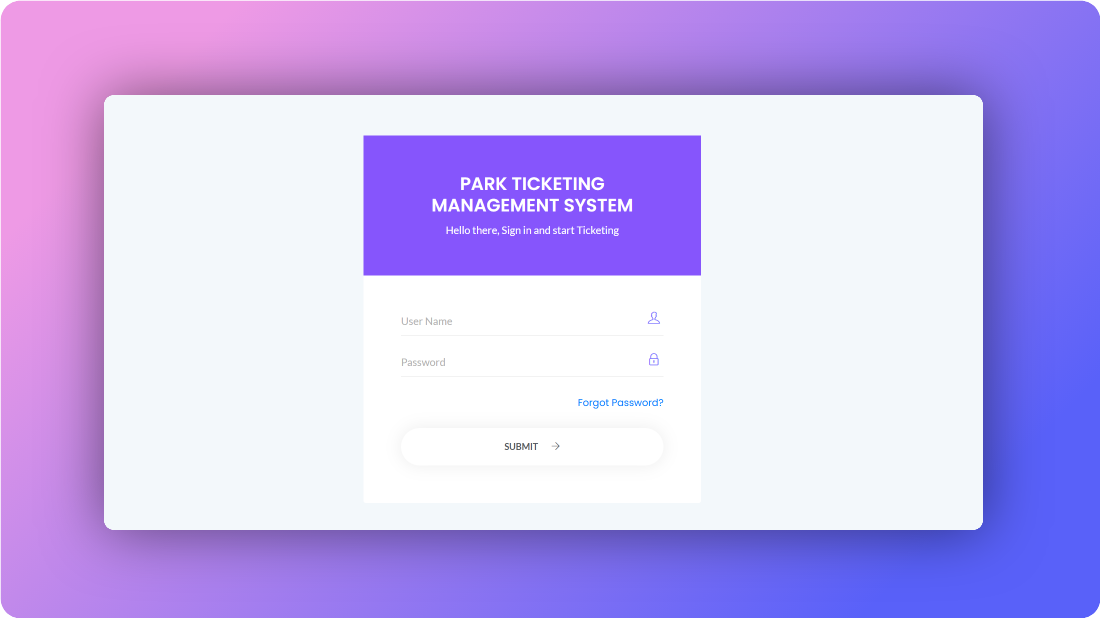 PARK TICKETING
MANAGEMENT SYSTEM
Hello there, Sign in and start Ticketing
User Name
Password
Forgot Password?
SUBMIT